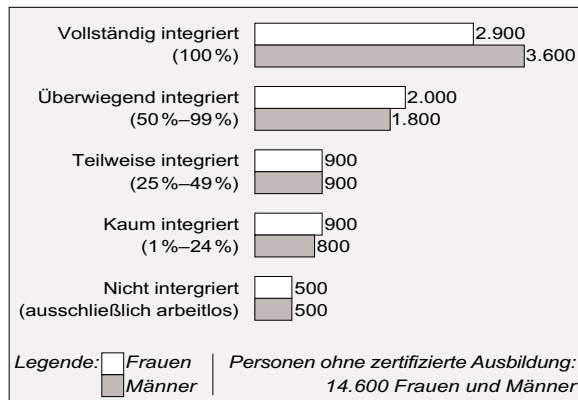 Vollständig integriert
(100 %)
2.900
3.600
Überwiegend integriert
(50 %–99 %)
2.000
1.800
Teilweise integriert
(25 %–49 %)
900
900
Kaum integriert
(1 %–24 %)
900
800
Nicht intergriert
(ausschließlich arbeitlos)
500
500
Legende: Frauen
Männer
Personen ohne zertifizierte Ausbildung:
14.600 Frauen und Männer